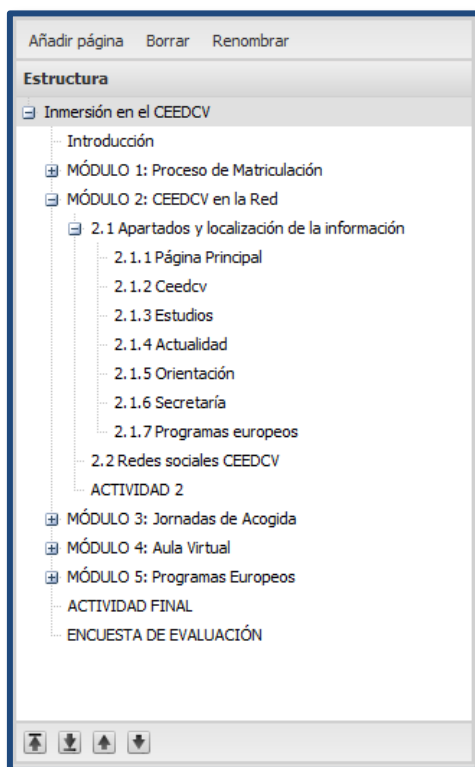 Añadir página Borrar Renombrar
Estructura
Inmersión en el CEEDCV
Introducción
MÓDULO 1: Proceso de Matriculación
MÓDULO 2: CEEDCV en la Red
2.1 Apartados y localización de la información
2.1.1 Página Principal
2.1.2 Ceedcv
2.1.3 Estudios
2.1.4 Actualidad
2.1.5 Orientación
2.1.6 Secretaría
2.1.7 Programas europeos
2.2 Redes sociales CEEDCV
ACTIVIDAD 2
MÓDULO 3: Jornadas de Acogida
MÓDULO 4: Aula Virtual
MÓDULO 5: Programas Europeos
ACTIVIDAD FINAL
ENCUESTA DE EVALUACIÓN